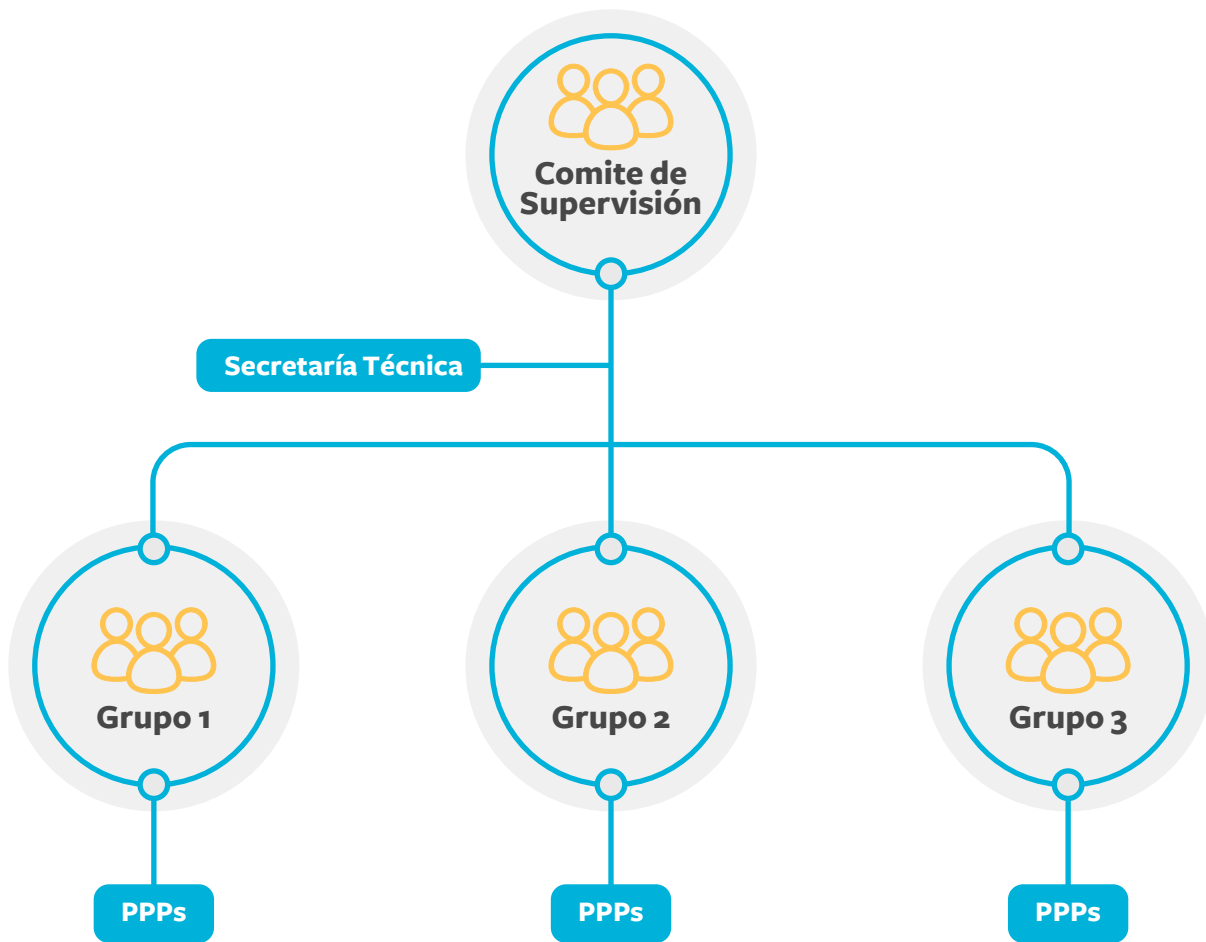 Comite de
Supervisión
Secretaría Técnica
Grupo 1
Grupo 2
Grupo 3
PPPs
PPPs
PPPs